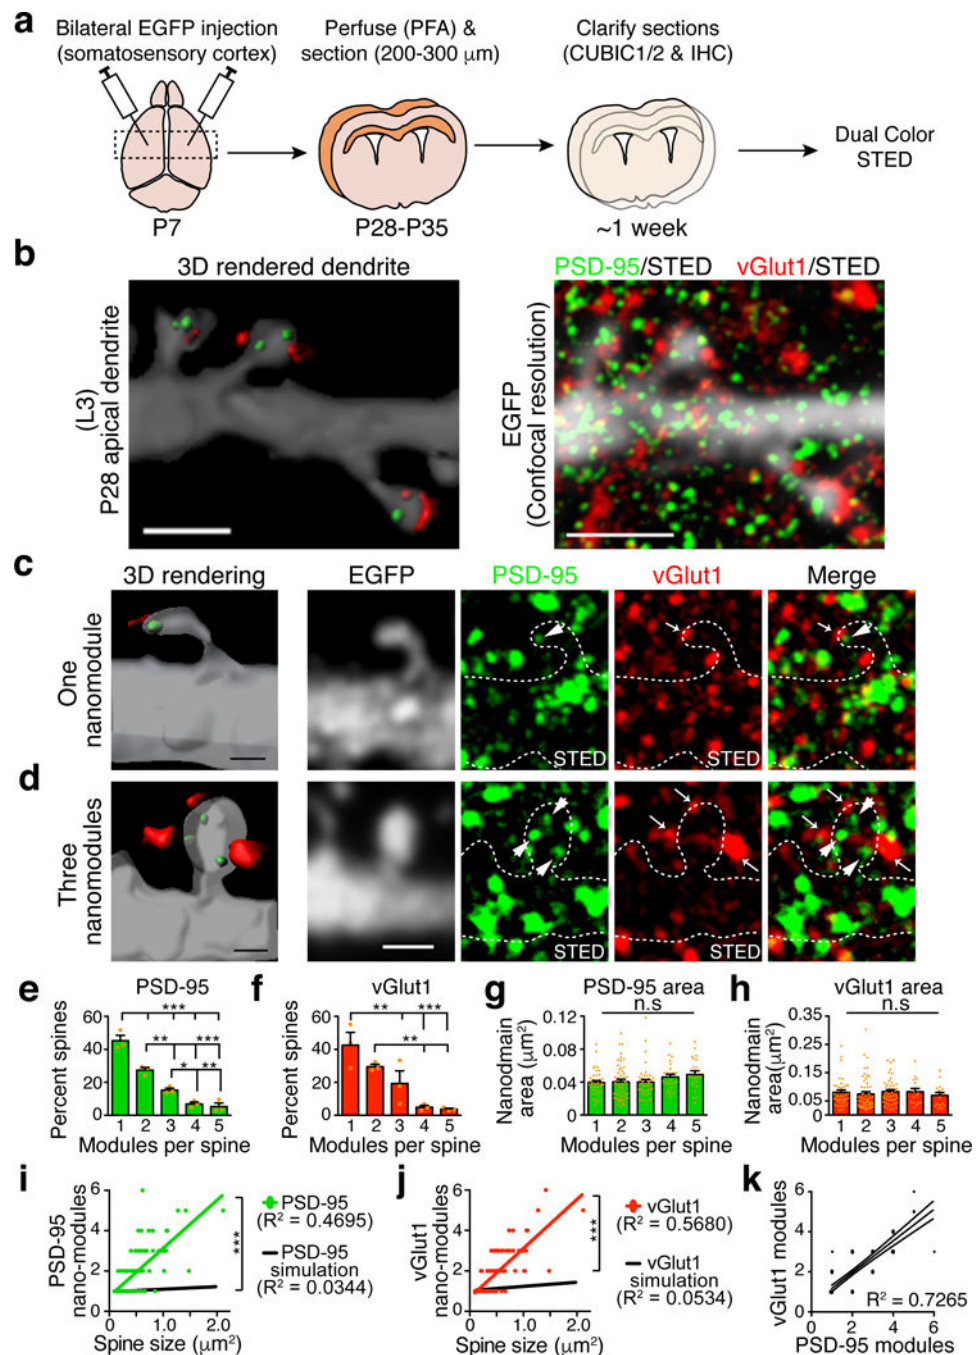 a
Bilateral EGFP injection
(somatosensory cortex)
Perfuse (PFA) &
section (200-300 μm)
Clarify sections
(CUBIC1/2 & IHC)
Dual Color
STED
P7
P28-P35
~1 week
b
3D rendered dendrite
PSD-95/STED vGlut1/STED
(L3)
P28 apical dendrite
EGFP
(Confocal resolution)
c
3D rendering
EGFP
PSD-95
vGlut1
Merge
One
nanomodule
STED
STED
STED
d
Three
nanomodules
STED
STED
STED
e
PSD-95
***
** ***
* **
Percent spines
60
40
20
0
1 2 3 4 5
Modules per spine
f
vGlut1
** ***
**
Percent spines
60
40
20
0
1 2 3 4 5
Modules per spine
g
PSD-95 area
n.s
Nanodmain
area (μm²)
0.12
0.08
0.04
0
1 2 3 4 5
Modules per spine
h
vGlut1 area
n.s
Nanodmain
area(μm²)
0.35
0.25
0.15
0.05
0
1 2 3 4 5
Modules per spine
i
PSD-95
nano-modules
6
4
2
0
0 1.0 2.0
Spine size (μm²)
***
PSD-95
(R² = 0.4695)
PSD-95
simulation
(R² = 0.0344)
j
vGlut1
nano-modules
6
4
2
0
0 1.0 2.0
Spine size (μm²)
***
vGlut1
(R² = 0.5680)
vGlut1
simulation
(R² = 0.0534)
k
vGlut1 modules
6
4
2
0
0 2 4 6
R² = 0.7265
PSD-95 modules